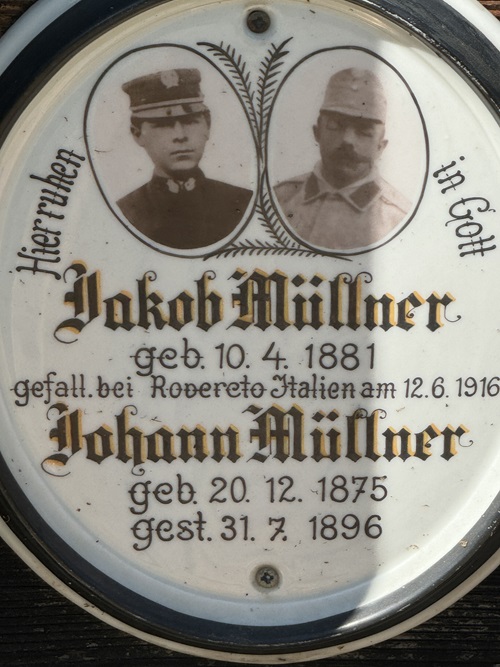 Hier ruhen
in Gott
Jakob Müllner
geb. 10. 4. 1881
gefall. bei Rovereto Italien am 12.6.1916
Johann Müllner
geb. 20. 12. 1875
gest. 31. 7. 1896